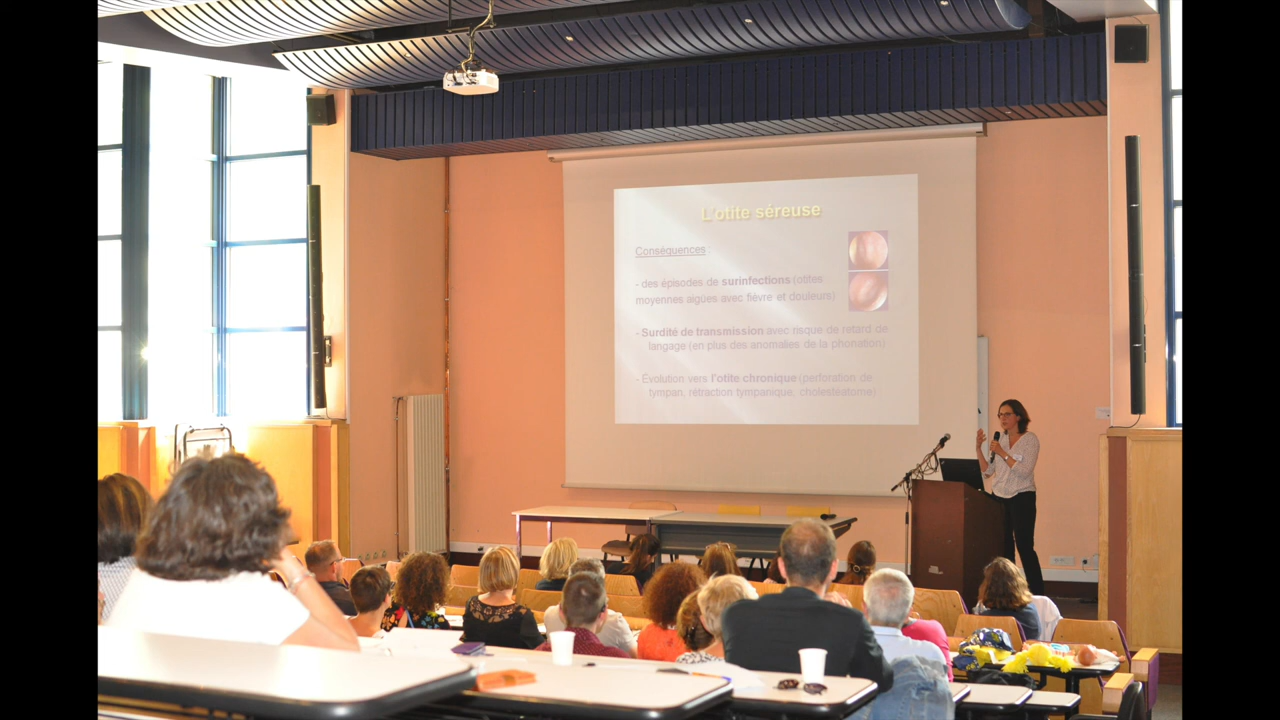 L'otite séreuse
Conséquences :
- des épisodes de surinfections (otites
moyennes aigües avec fièvre et douleurs)
- Surdité de transmission avec risque de retard de
langage (en plus des anomalies de la phonation)
- Évolution vers l'otite chronique (perforation de
tympan, rétraction tympanique, cholestéatome)